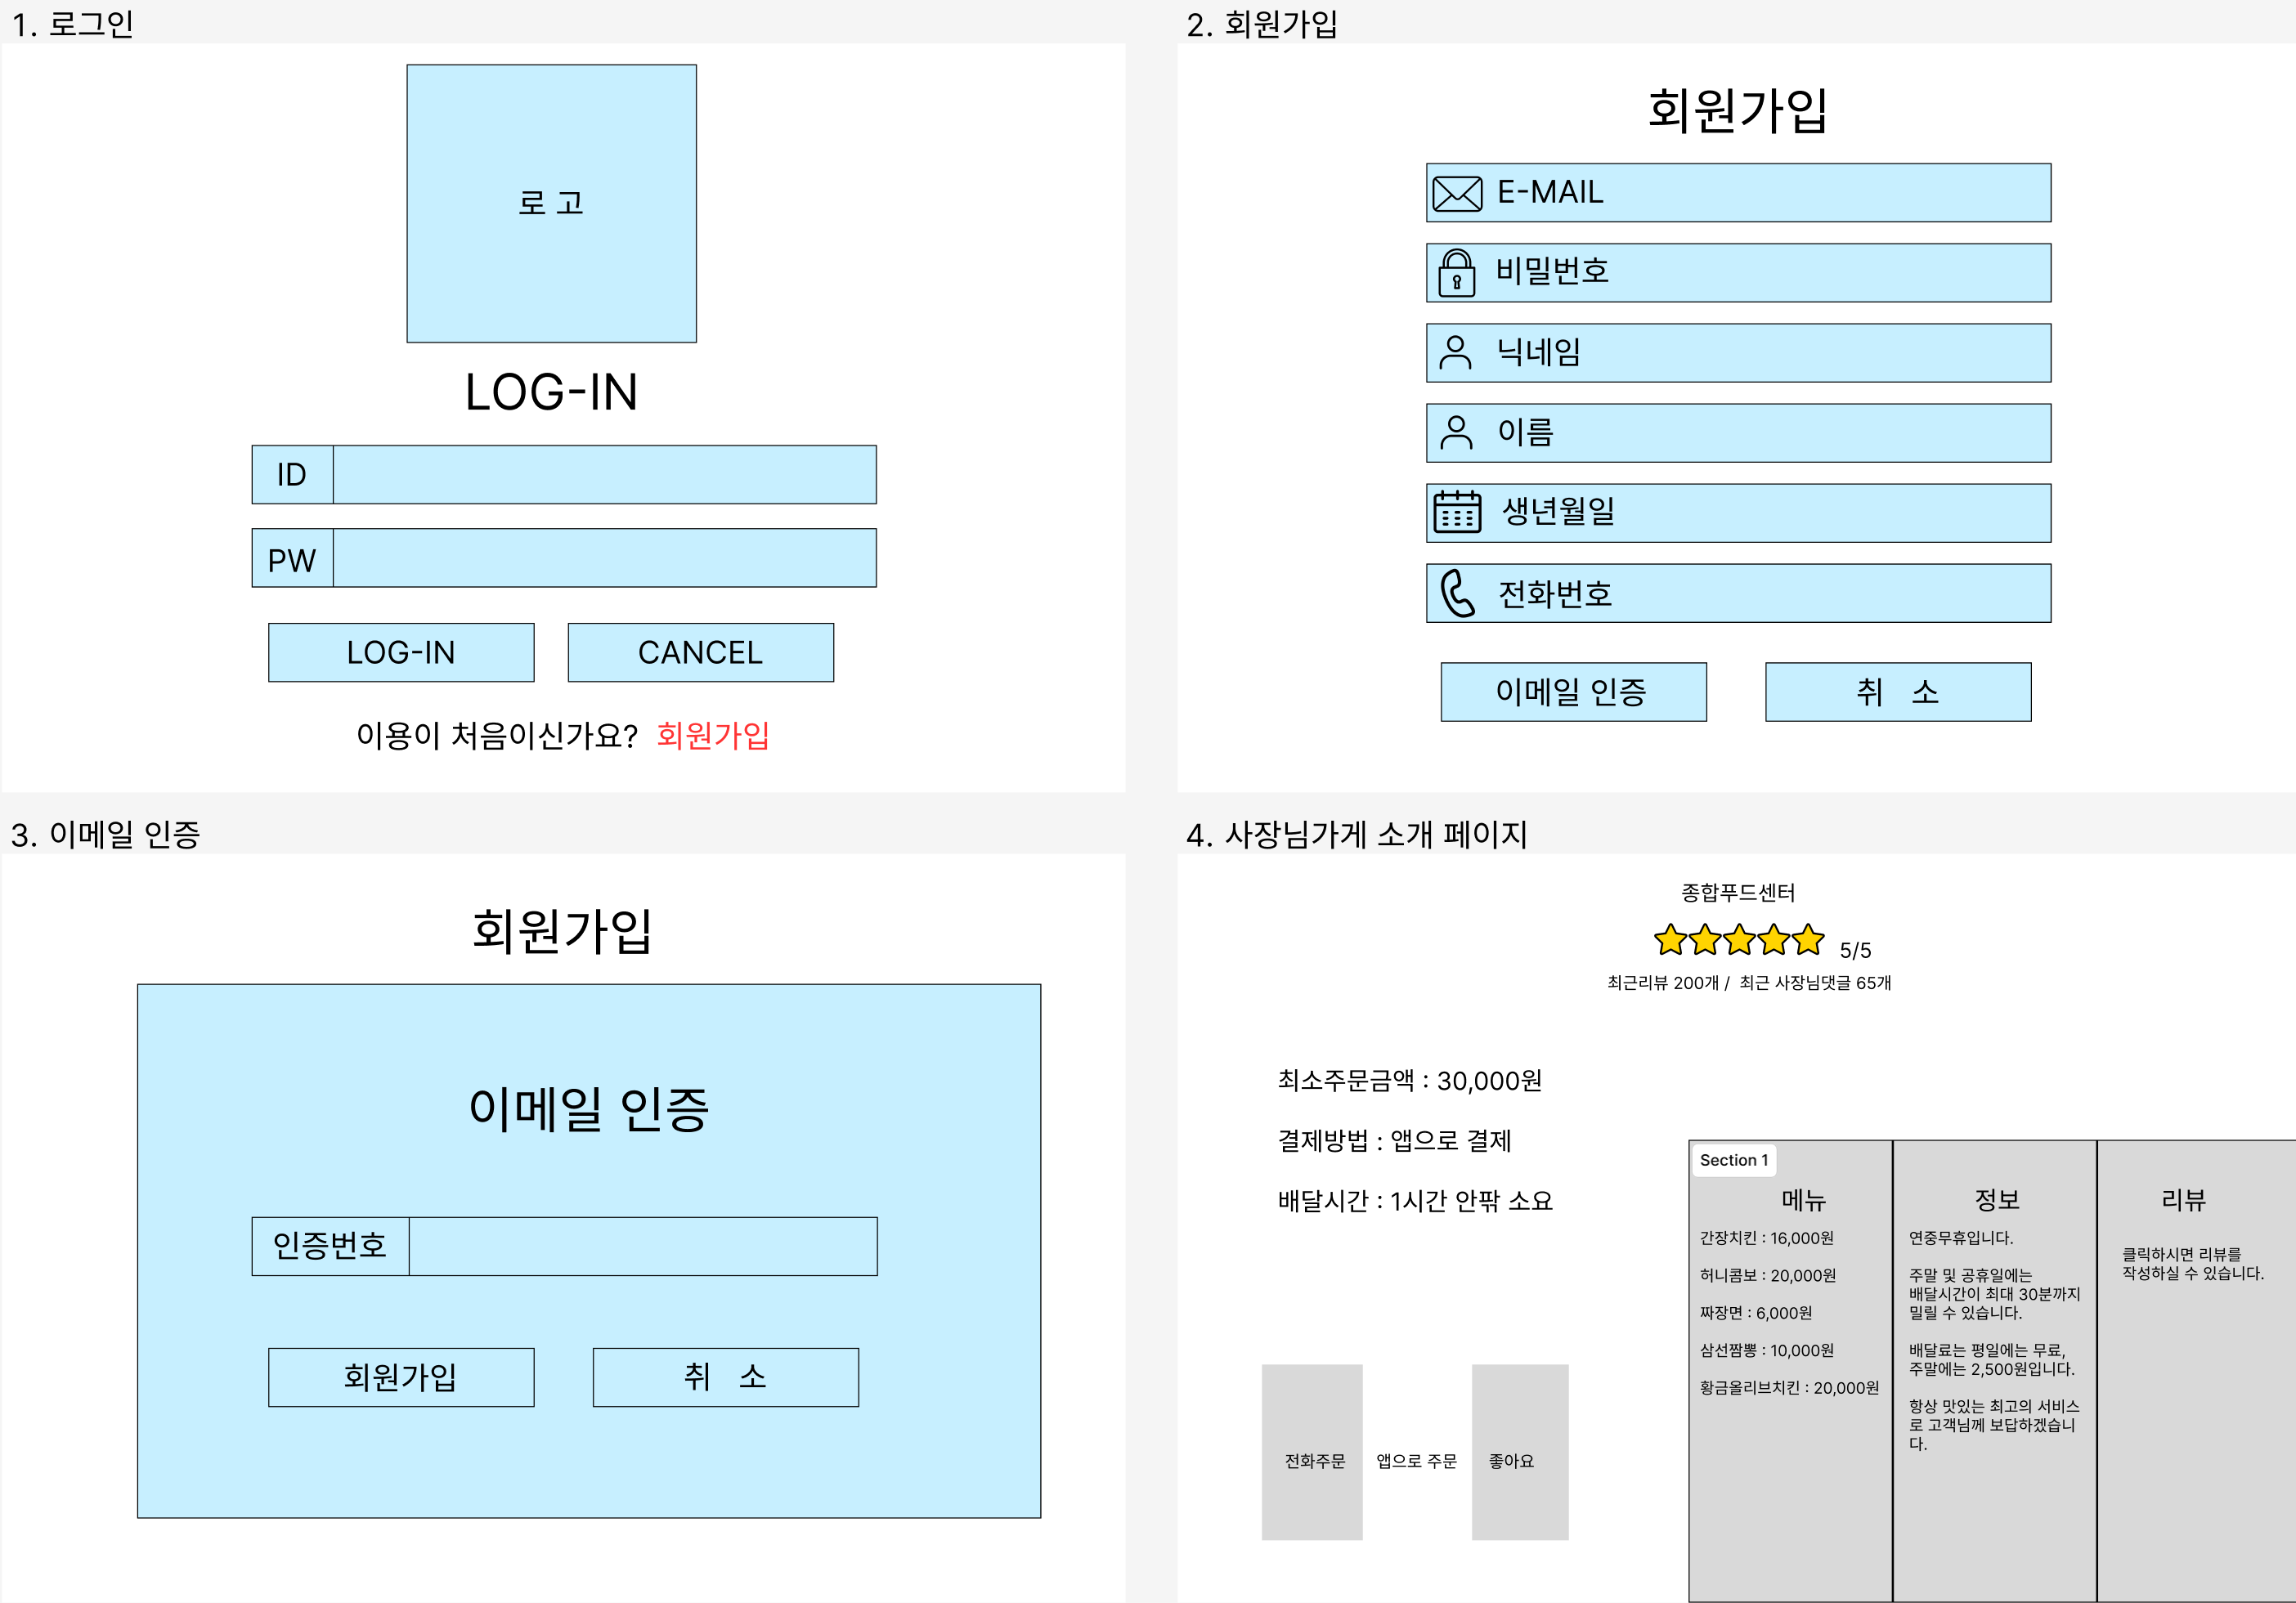 1. 로그인
로 고
LOG-IN
ID
PW
LOG-IN
CANCEL
이용이 처음이신가요? 회원가입
2. 회원가입
회원가입
E-MAIL
비밀번호
닉네임
이름
생년월일
전화번호
이메일 인증
취 소
3. 이메일 인증
회원가입
이메일 인증
인증번호
회원가입
취 소
4. 사장님가게 소개 페이지
종합푸드센터
5/5
최근리뷰 200개 / 최근 사장님댓글 65개
최소주문금액 : 30,000원
결제방법 : 앱으로 결제
배달시간 : 1시간 안팎 소요
전화주문
앱으로 주문
좋아요
Section 1
메뉴
간장치킨 : 16,000원
허니콤보 : 20,000원
짜장면 : 6,000원
삼선짬뽕 : 10,000원
황금올리브치킨 : 20,000원
정보
연중무휴입니다.
주말 및 공휴일에는
배달시간이 최대 30분까지
밀릴 수 있습니다.
배달료는 평일에는 무료,
주말에는 2,500원입니다.
항상 맛있는 최고의 서비스
로 고객님께 보답하겠습니
다.
리뷰
클릭하시면 리뷰를
작성하실 수 있습니다.